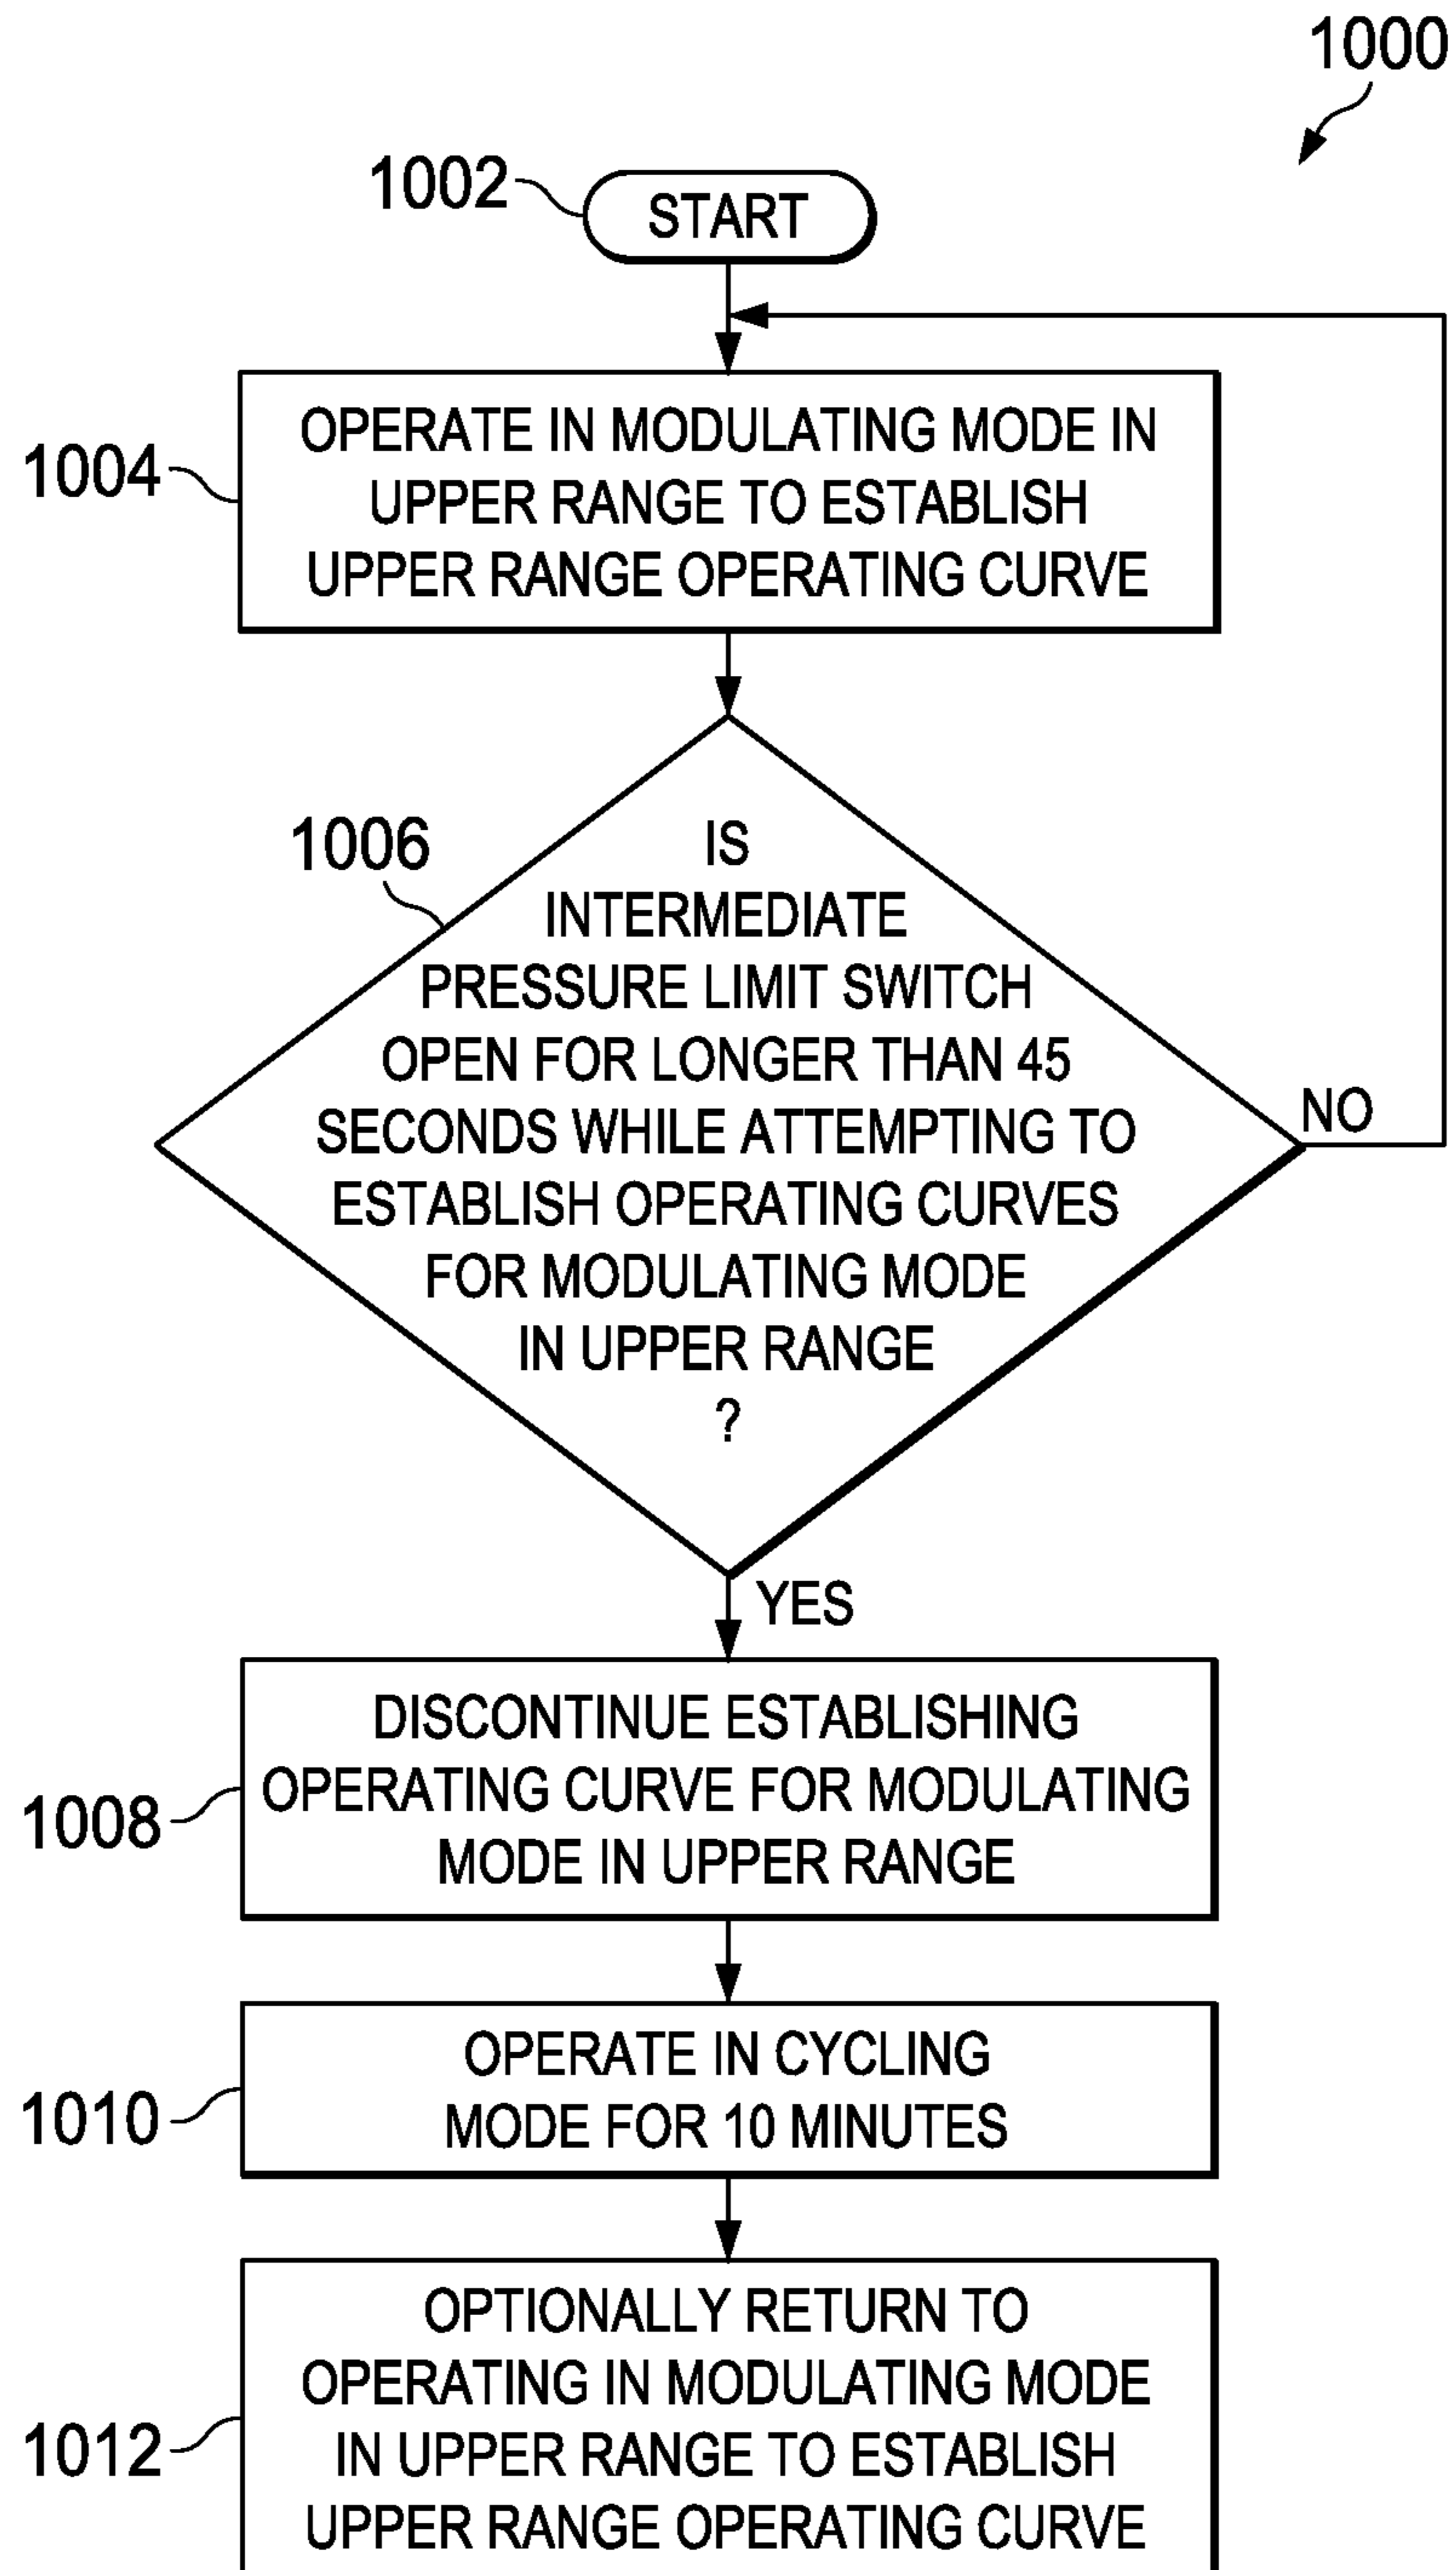 1000
1002
START
1004
OPERATE IN MODULATING MODE IN
UPPER RANGE TO ESTABLISH
UPPER RANGE OPERATING CURVE
1006
IS
INTERMEDIATE
PRESSURE LIMIT SWITCH
OPEN FOR LONGER THAN 45
SECONDS WHILE ATTEMPTING TO
ESTABLISH OPERATING CURVES
FOR MODULATING MODE
IN UPPER RANGE
?
NO
YES
1008
DISCONTINUE ESTABLISHING
OPERATING CURVE FOR MODULATING
MODE IN UPPER RANGE
1010
OPERATE IN CYCLING
MODE FOR 10 MINUTES
1012
OPTIONALLY RETURN TO
OPERATING IN MODULATING MODE
IN UPPER RANGE TO ESTABLISH
UPPER RANGE OPERATING CURVE